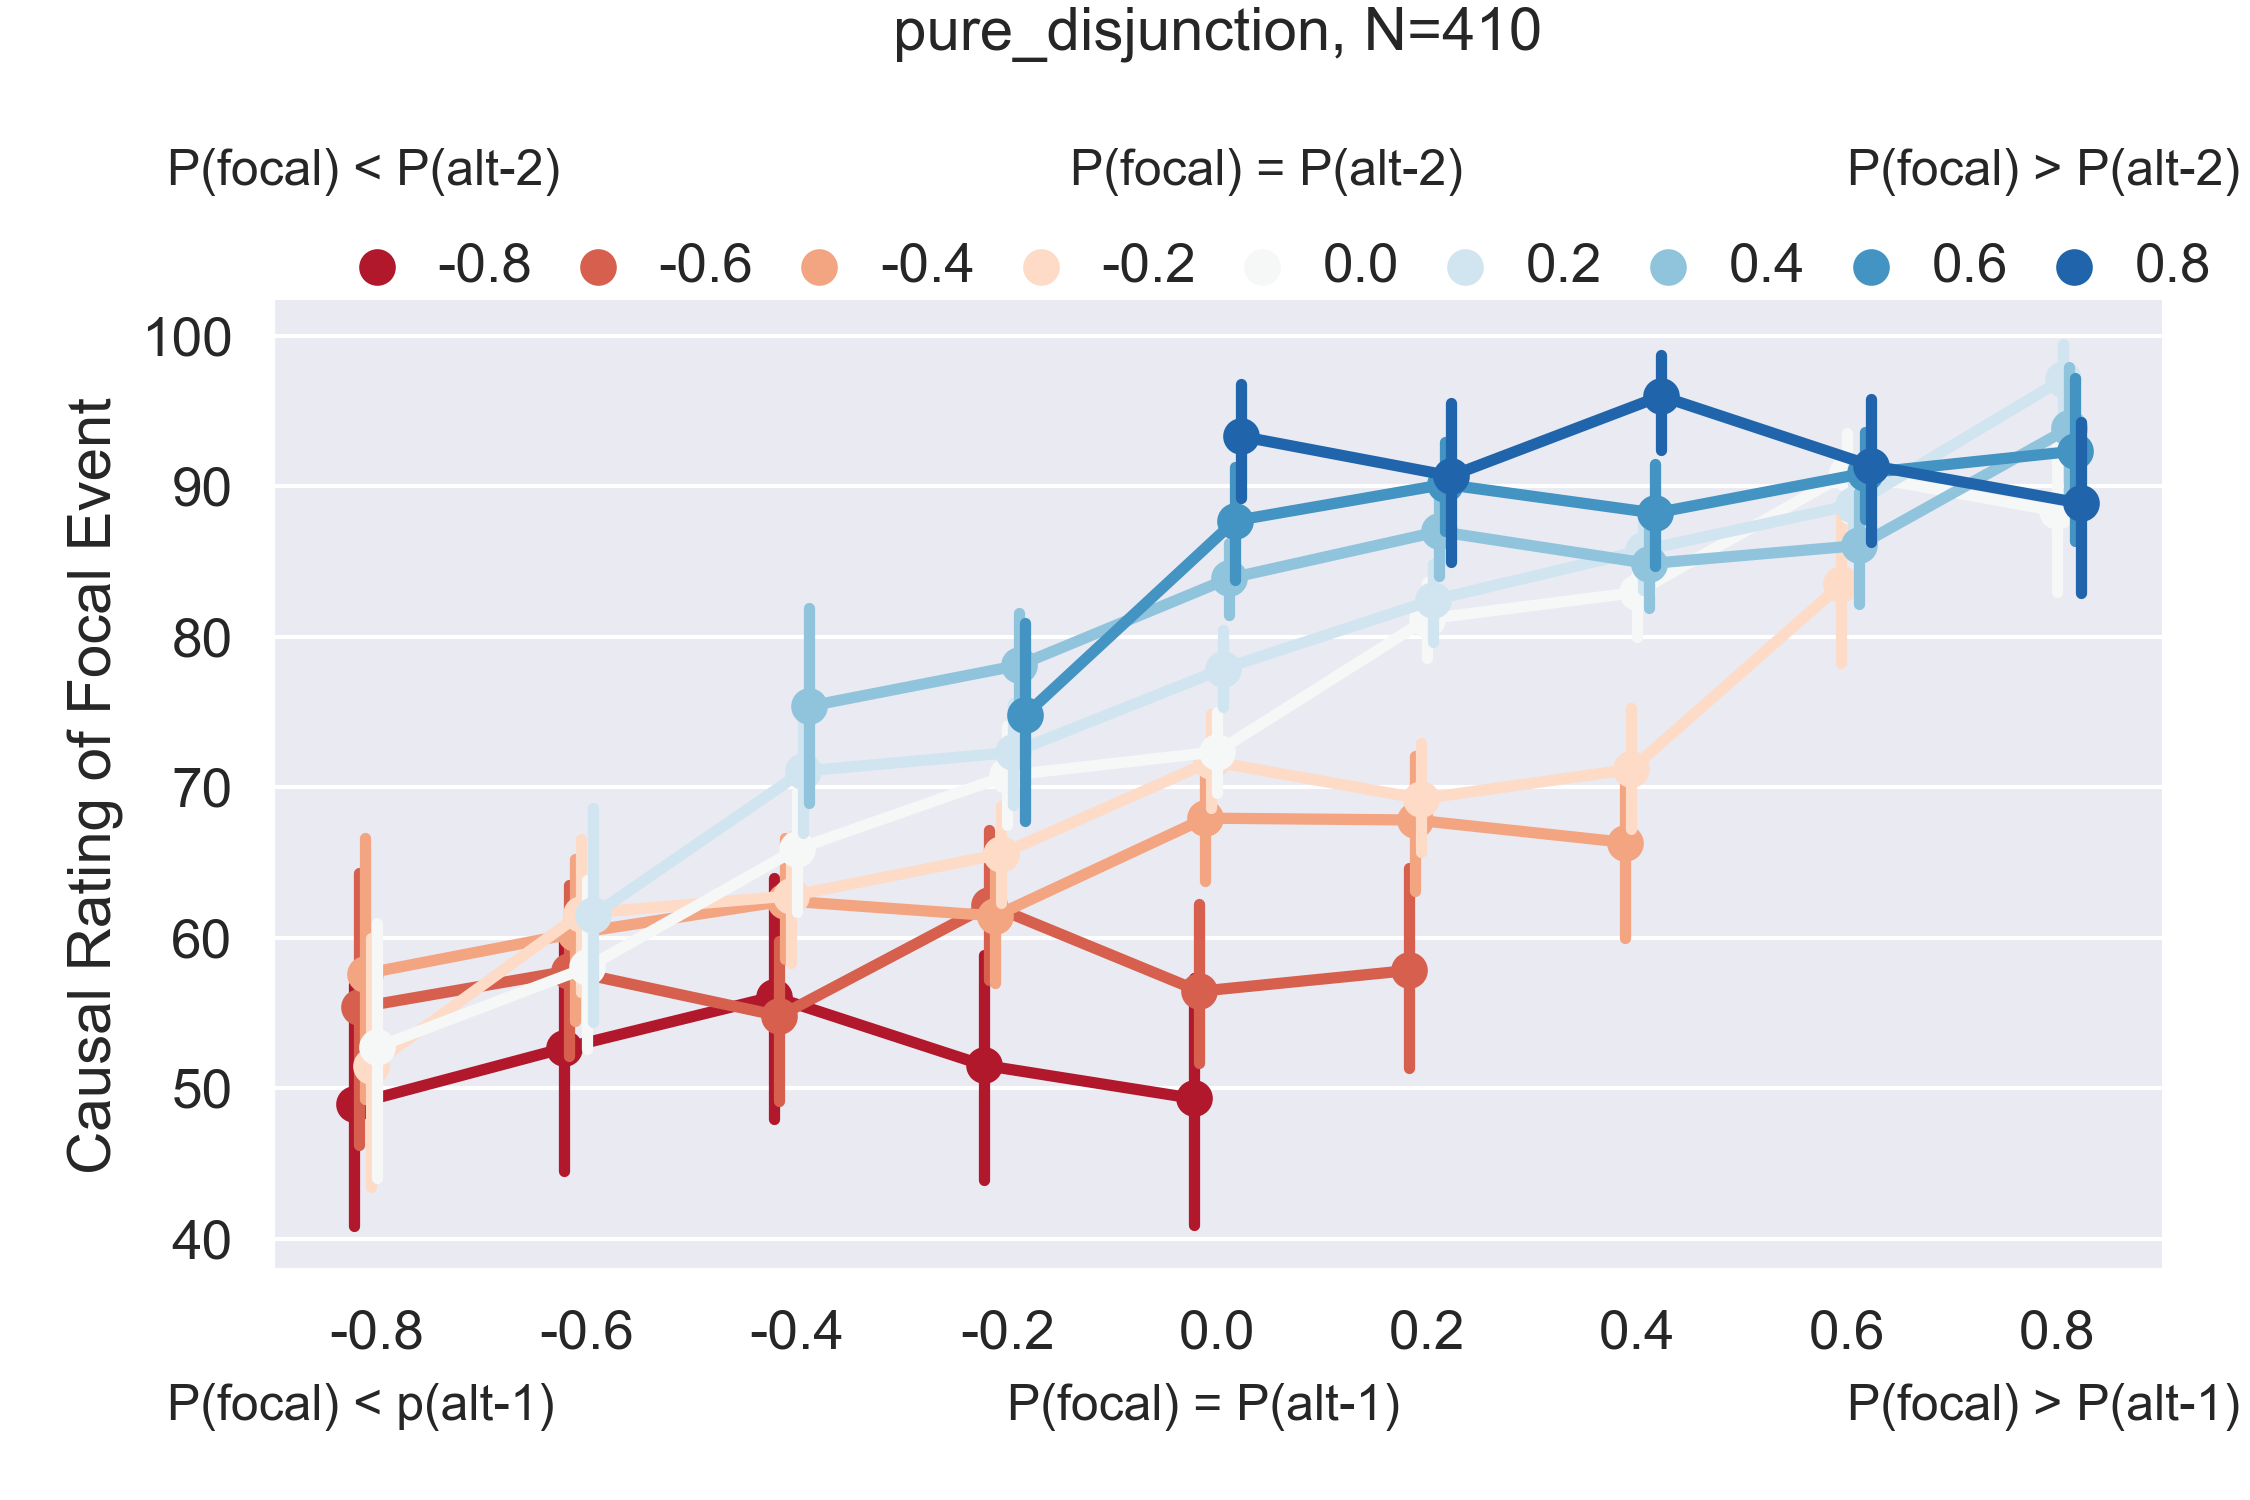 pure_disjunction, N=410
P(focal) < P(alt-2) P(focal) = P(alt-2) P(focal) > P(alt-2)
-0.8 -0.6 -0.4 -0.2 0.0 0.2 0.4 0.6 0.8
Causal Rating of Focal Event
100
90
80
70
60
50
40
-0.8 -0.6 -0.4 -0.2 0.0 0.2 0.4 0.6 0.8
P(focal) < p(alt-1) P(focal) = P(alt-1) P(focal) > P(alt-1)